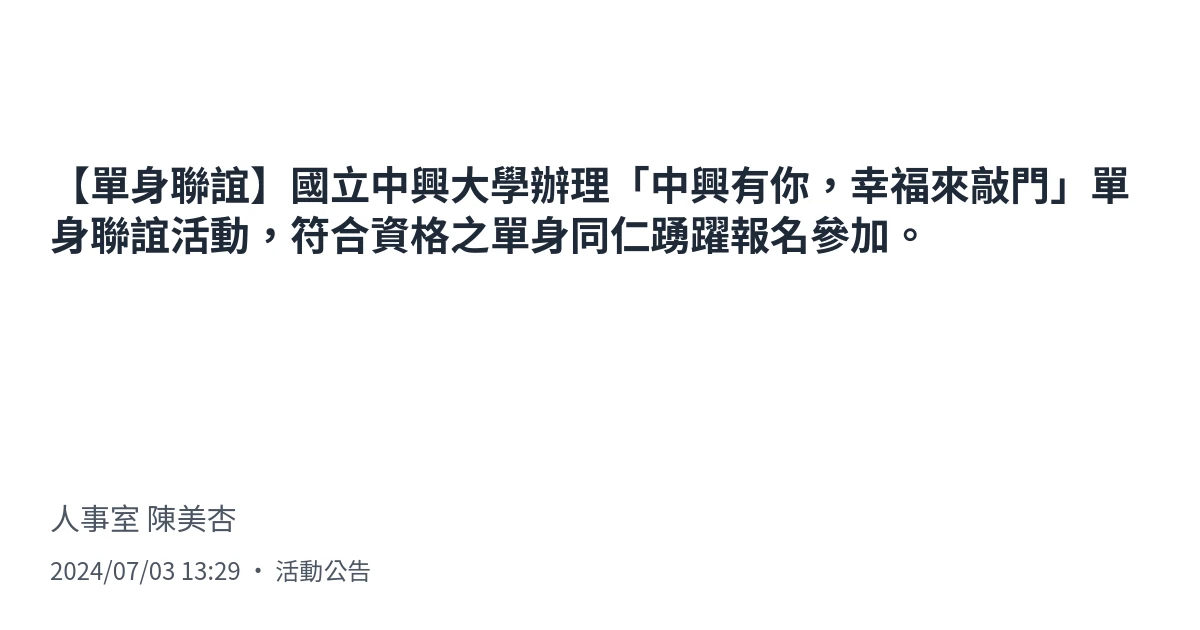 【單身聯誼】國立中興大學辦理「中興有你，幸福來敲門」單
身聯誼活動，符合資格之單身同仁踴躍報名參加。
人事室 陳美杏
2024/07/03 13:29 • 活動公告